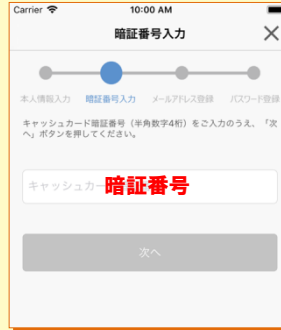 Carrier 10:00 AM
暗証番号入力
本人情報入力 暗証番号入力 メールアドレス登録 パスワード登録
キャッシュカード暗証番号（半角数字4桁）をご入力のうえ、「次
へ」ボタンを押してください。
キャッシュカー 暗証番号
次へ